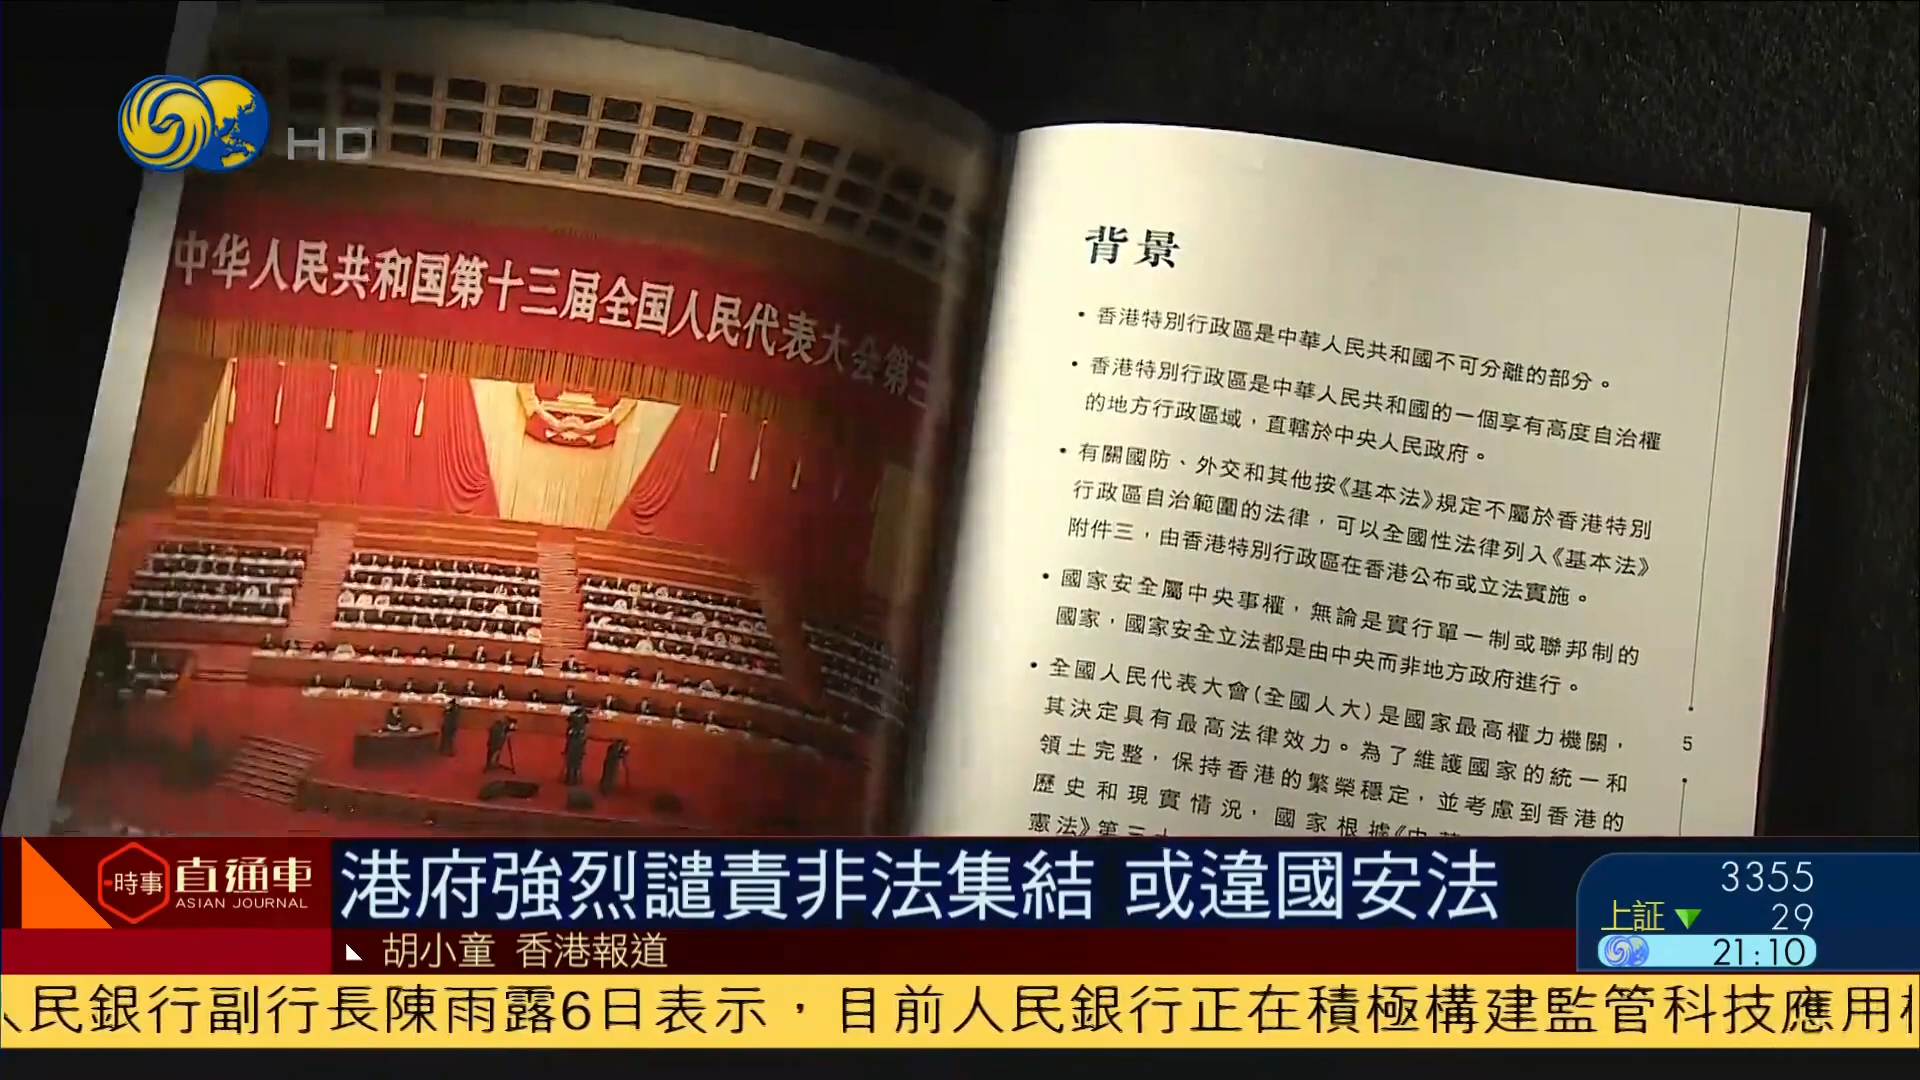 HD
中华人民共和国第十三届全国人民代表大会第三
背景
• 香港特別行政區是中華人民共和國不可分離的部分。
• 香港特別行政區是中華人民共和國的一個享有高度自治權
的地方行政區域，直轄於中央人民政府。
• 有關國防、外交和其他按《基本法》規定不屬於香港特別
行政區自治範圍的法律，可以全國性法律列入《基本法》
附件三，由香港特別行政區在香港公布或立法實施。
• 國家安全屬中央事權，無論是實行單一制或聯邦制的
國家，國家安全立法都是由中央而非地方政府進行。
• 全國人民代表大會(全國人大)是國家最高權力機關，
其決定具有最高法律效力。為了維護國家的統一和
領土完整，保持香港的繁榮穩定，並考慮到香港的
歷史和現實情況，國家根據《中華
憲法》第三十
5
時事 直通車
ASIAN JOURNAL
港府強烈譴責非法集結 或違國安法
胡小童 香港報道
3355
上証 29
21:10
人民銀行副行長陳雨露6日表示，目前人民銀行正在積極構建監管科技應用